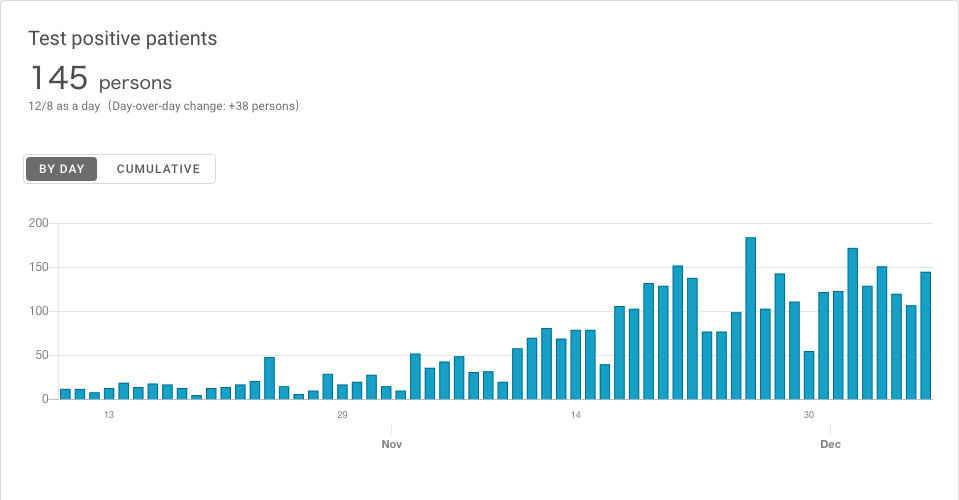 Test positive patients
145 persons
12/8 as a day（Day-over-day change: +38 persons）
BY DAY CUMULATIVE
200
150
100
50
0
13 29 14 30
Nov Dec